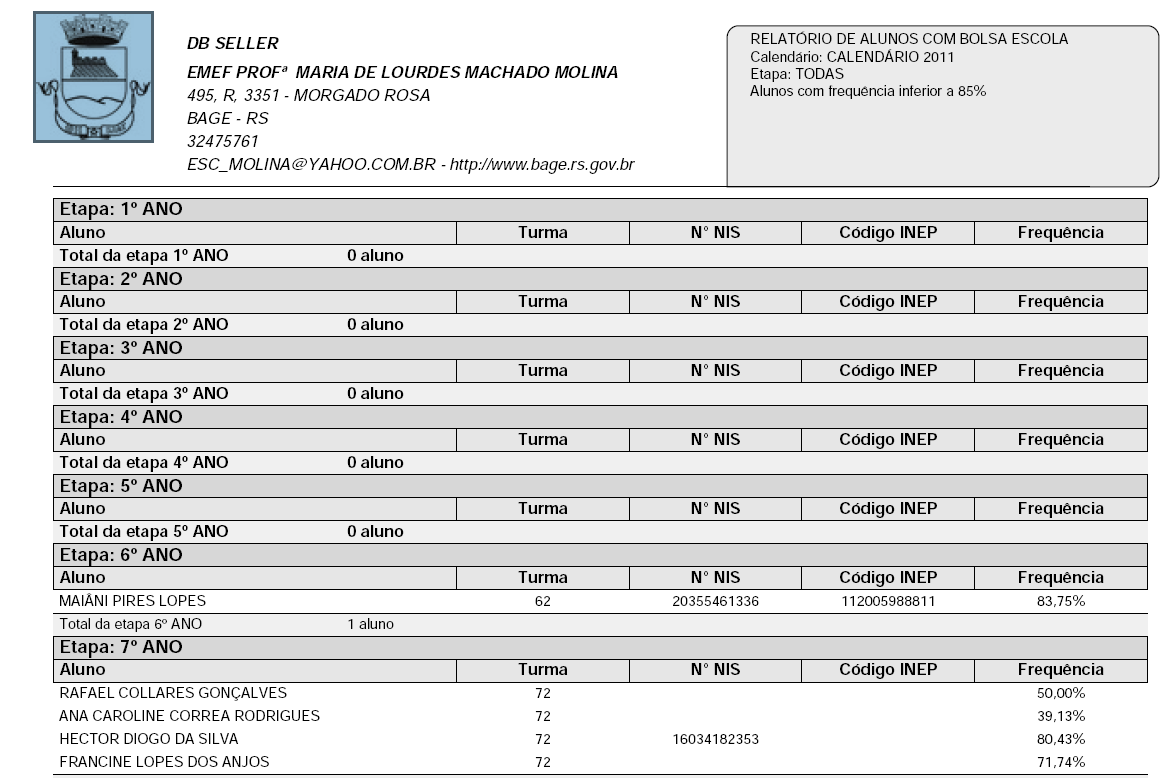 DB SELLER
EMEF PROFª MARIA DE LOURDES MACHADO MOLINA
495, R, 3351 - MORGADO ROSA
BAGE - RS
32475761
ESC_MOLINA@YAHOO.COM.BR - http://www.bage.rs.gov.br
RELATÓRIO DE ALUNOS COM BOLSA ESCOLA
Calendário: CALENDÁRIO 2011
Etapa: TODAS
Alunos com frequência inferior a 85%
Etapa: 1º ANO
Aluno Turma N° NIS Código INEP Frequência
Total da etapa 1º ANO 0 aluno
Etapa: 2º ANO
Aluno Turma N° NIS Código INEP Frequência
Total da etapa 2º ANO 0 aluno
Etapa: 3º ANO
Aluno Turma N° NIS Código INEP Frequência
Total da etapa 3º ANO 0 aluno
Etapa: 4º ANO
Aluno Turma N° NIS Código INEP Frequência
Total da etapa 4º ANO 0 aluno
Etapa: 5º ANO
Aluno Turma N° NIS Código INEP Frequência
Total da etapa 5º ANO 0 aluno
Etapa: 6º ANO
Aluno Turma N° NIS Código INEP Frequência
MAIÂNI PIRES LOPES 62 20355461336 112005988811 83,75%
Total da etapa 6º ANO 1 aluno
Etapa: 7º ANO
Aluno Turma N° NIS Código INEP Frequência
RAFAEL COLLARES GONÇALVES 72 50,00%
ANA CAROLINE CORREA RODRIGUES 72 39,13%
HECTOR DIOGO DA SILVA 72 16034182353 80,43%
FRANCINE LOPES DOS ANJOS 72 71,74%